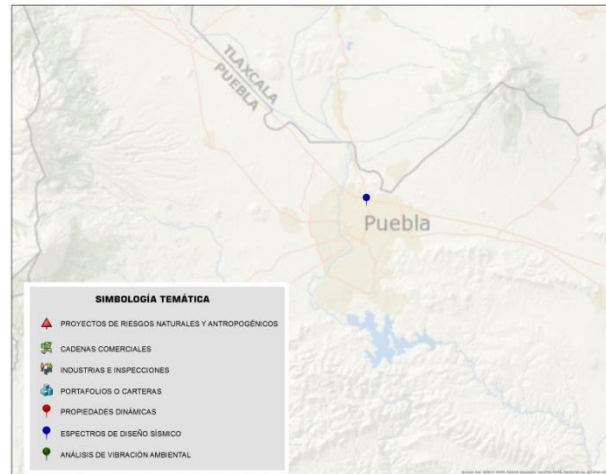 TLAXCALA
PUEBLA
Puebla
SIMBOLOGÍA TEMÁTICA
PROYECTOS DE RIESGOS NATURALES Y ANTROPOGÉNICOS
CADENAS COMERCIALES
INDUSTRIAS E INSPECCIONES
PORTAFOLIOS O CARTERAS
PROPIEDADES DINÁMICAS
ESPECTROS DE DISEÑO SÍSMICO
ANÁLISIS DE VIBRACIÓN AMBIENTAL